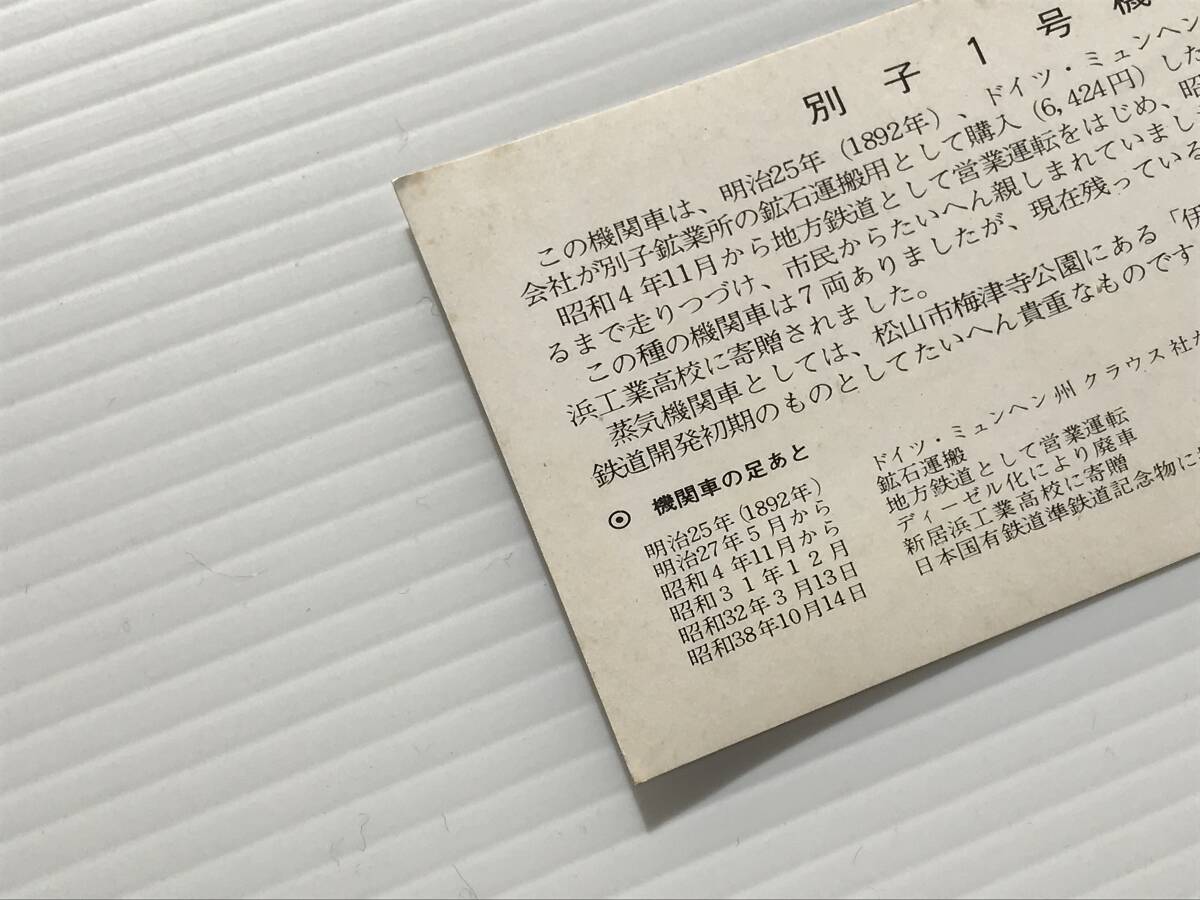 別子1号機
この機関車は、明治25年(1892年)、ドイツ・ミュンヘン
会社が別子鉱業所の鉱石運搬用として購入(6,424円)した
昭和4年11月から地方鉄道として営業運転をはじめ、昭
るまで走りつづけ、市民からたいへん親しまれていまし
この種の機関車は7両ありましたが、現在残っている
浜工業高校に寄贈されました。
蒸気機関車としては、松山市梅津寺公園にある「伊
鉄道開発初期のものとしてたいへん貴重なものです
◉ 機関車の足あと
明治25年(1892年) ドイツ・ミュンヘン州クラウス社か
明治27年5月から 鉱石運搬
昭和4年11月から 地方鉄道として営業運転
昭和31年12月 ディーゼル化により廃車
昭和32年3月13日 新居浜工業高校に寄贈
昭和38年10月14日 日本国有鉄道準鉄道記念物に